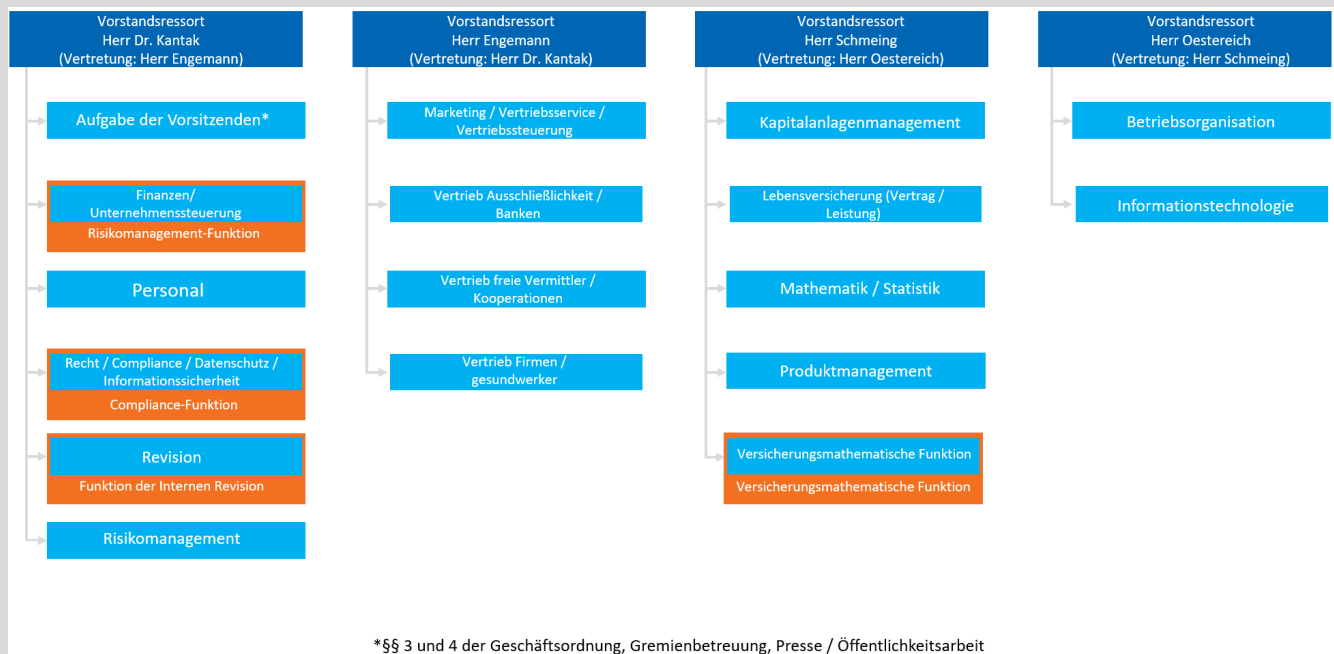 Vorstandsressort
Herr Dr. Kantak
(Vertretung: Herr Engemann)
Aufgabe der Vorsitzenden*
Finanzen/
Unternehmenssteuerung
Risikomanagement-Funktion
Personal
Recht / Compliance / Datenschutz /
Informationssicherheit
Compliance-Funktion
Revision
Funktion der Internen Revision
Risikomanagement
Vorstandsressort
Herr Engemann
(Vertretung: Herr Dr. Kantak)
Marketing / Vertriebsservice /
Vertriebssteuerung
Vertrieb Ausschließlichkeit /
Banken
Vertrieb freie Vermittler /
Kooperationen
Vertrieb Firmen /
gesundwerker
Vorstandsressort
Herr Schmeing
(Vertretung: Herr Oestereich)
Kapitalanlagenmanagement
Lebensversicherung (Vertrag /
Leistung)
Mathematik / Statistik
Produktmanagement
Versicherungsmathematische Funktion
Versicherungsmathematische Funktion
Vorstandsressort
Herr Oestereich
(Vertretung: Herr Schmeing)
Betriebsorganisation
Informationstechnologie
*§§ 3 und 4 der Geschäftsordnung, Gremienbetreuung, Presse / Öffentlichkeitsarbeit